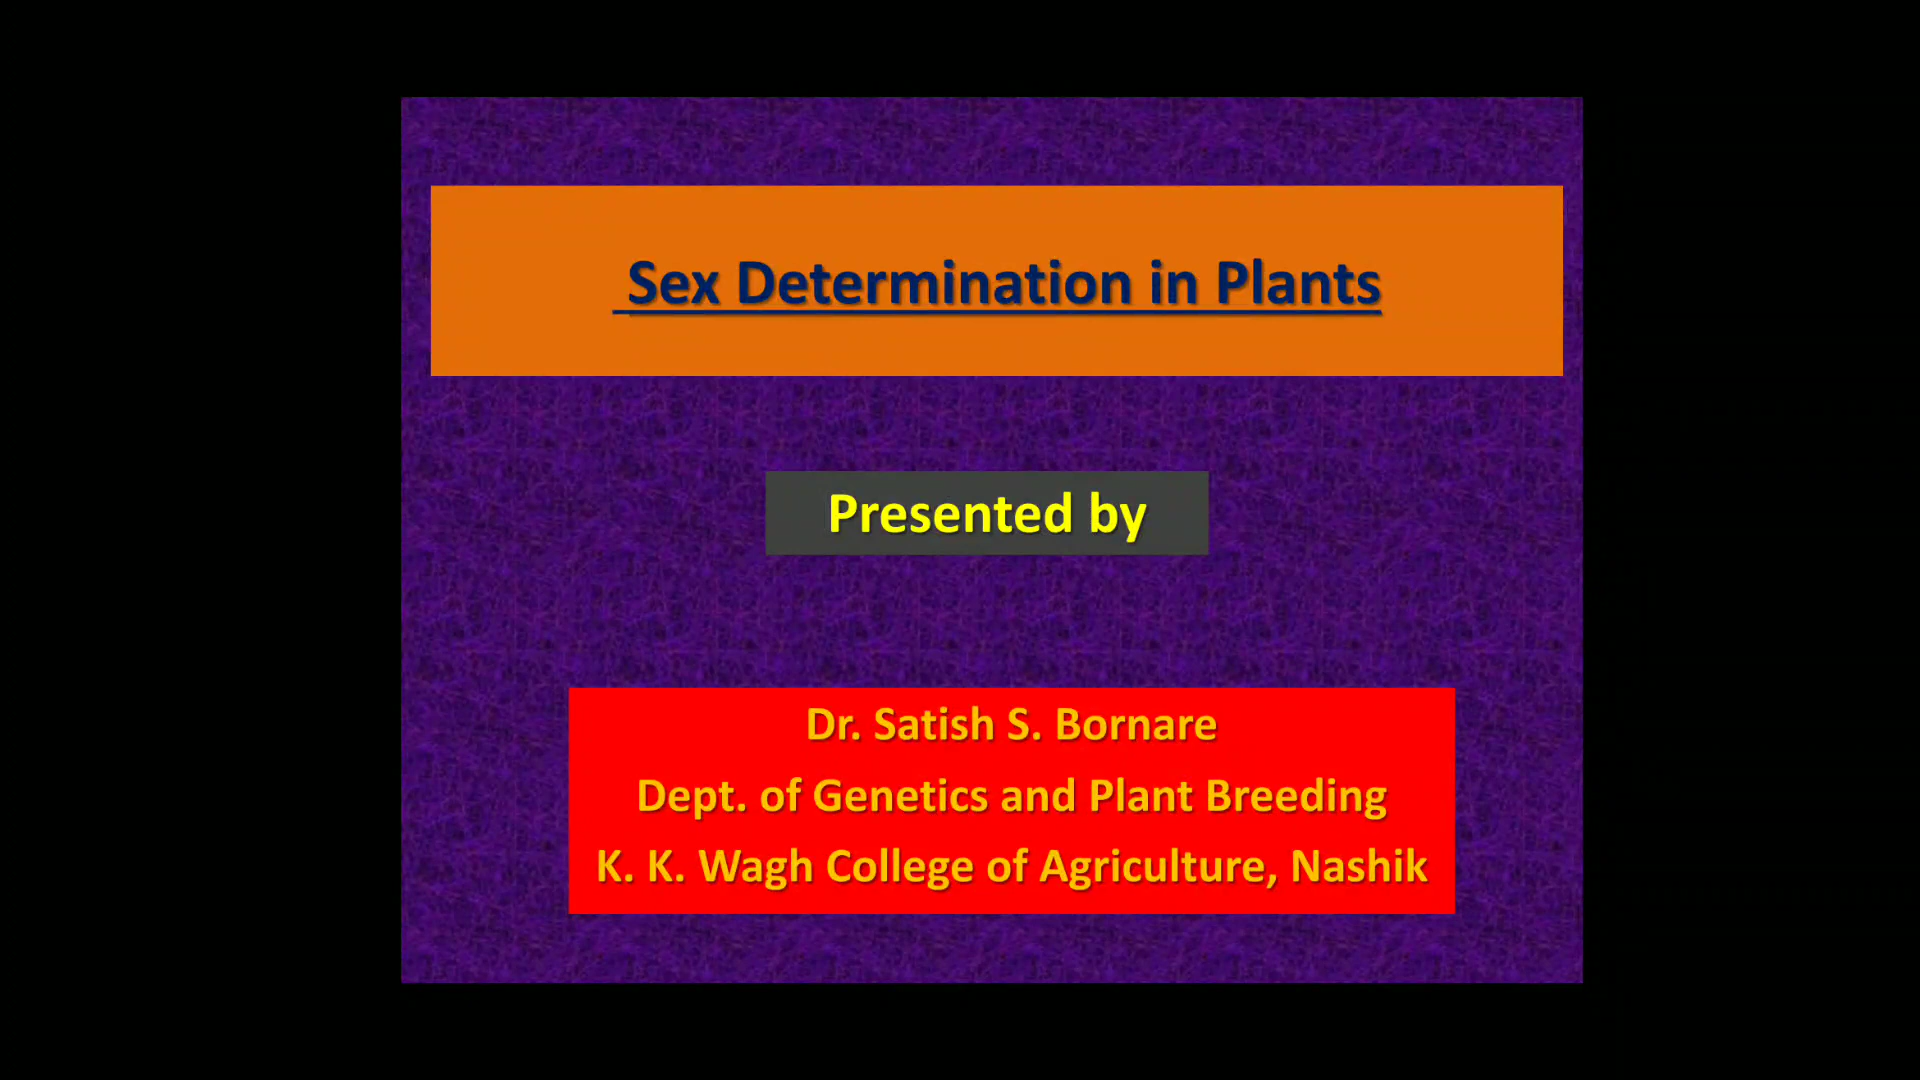 Sex Determination in Plants
Presented by
Dr. Satish S. Bornare
Dept. of Genetics and Plant Breeding
K. K. Wagh College of Agriculture, Nashik